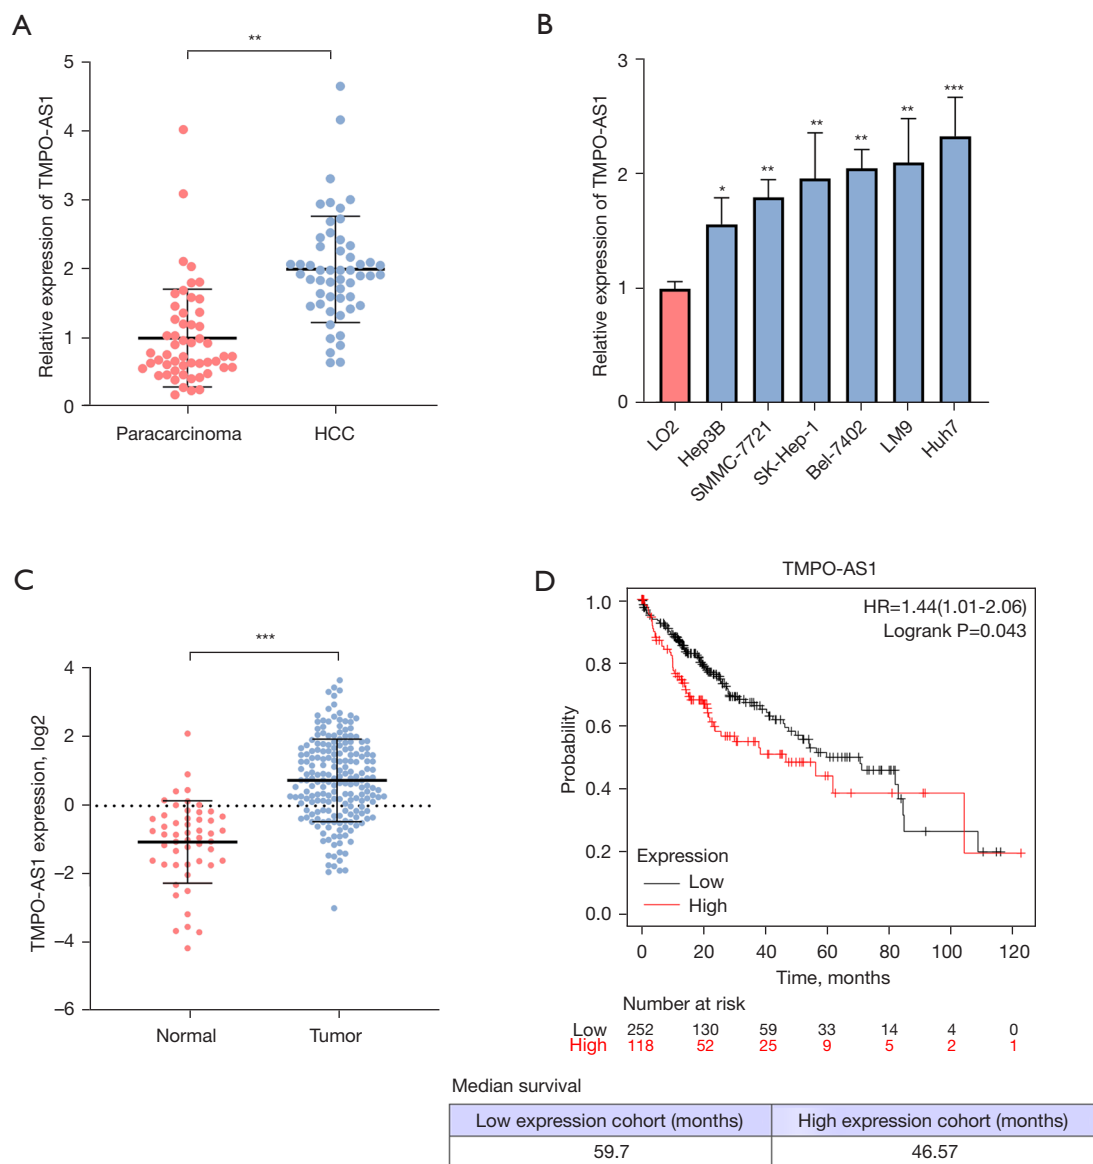 A
**
Relative expression of TMPO-AS1
5
4
3
2
1
0
Paracarcinoma HCC
B
Relative expression of TMPO-AS1
3
2
1
0
* ** ** ** ** ***
LO2 Hep3B SMMC-7721 SK-Hep-1 Bel-7402 LM9 Huh7
C
***
TMPO-AS1 expression, log2
4
2
0
–2
–4
–6
Normal Tumor
D
TMPO-AS1
HR=1.44(1.01-2.06)
Logrank P=0.043
Probability
1.0
0.8
0.6
0.4
0.2
0.0
Expression
Low
High
0 20 40 60 80 100 120
Time, months
Number at risk
Low 252 130 59 33 14 4 0
High 118 52 25 9 5 2 1
Median survival
Low expression cohort (months) High expression cohort (months)
59.7 46.57